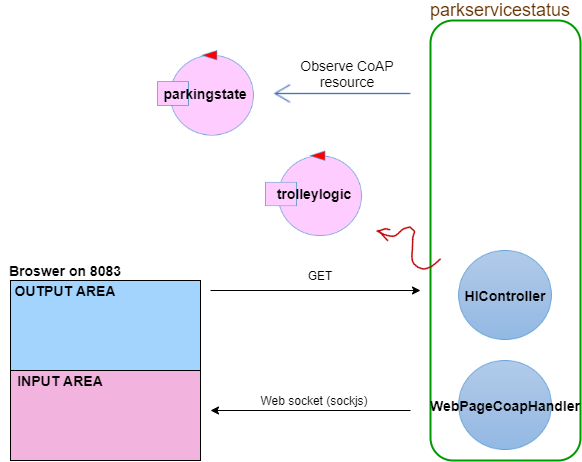 parkservicestatus
Observe CoAP
resource
parkingstate
trolleylogic
Broswer on 8083
OUTPUT AREA
GET
HIController
INPUT AREA
Web socket (sockjs)
WebPageCoapHandler